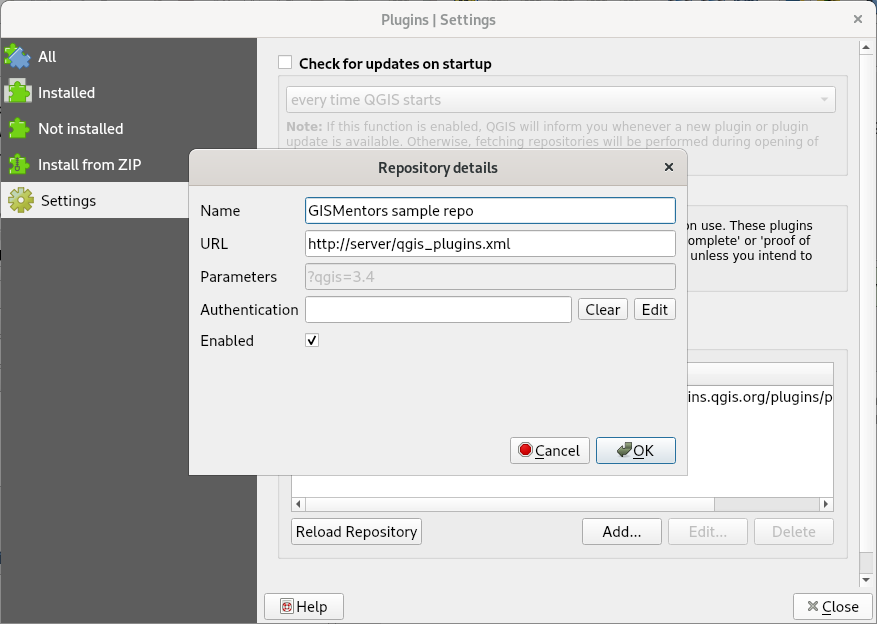 Plugins | Settings
All
Installed
Not installed
Install from ZIP
Settings
Check for updates on startup
every time QGIS starts
Note: If this function is enabled, QGIS will inform you whenever a new plugin or plugin
update is available. Otherwise, fetching repositories will be performed during opening of
Repository details
Name GISMentors sample repo
URL http://server/qgis_plugins.xml
Parameters ?qgis=3.4
Authentication Clear Edit
Enabled
Cancel OK
use. These plugins
or 'proof of
unless you intend to
ins.qgis.org/plugins/p
Reload Repository Add... Edit... Delete
Help Close